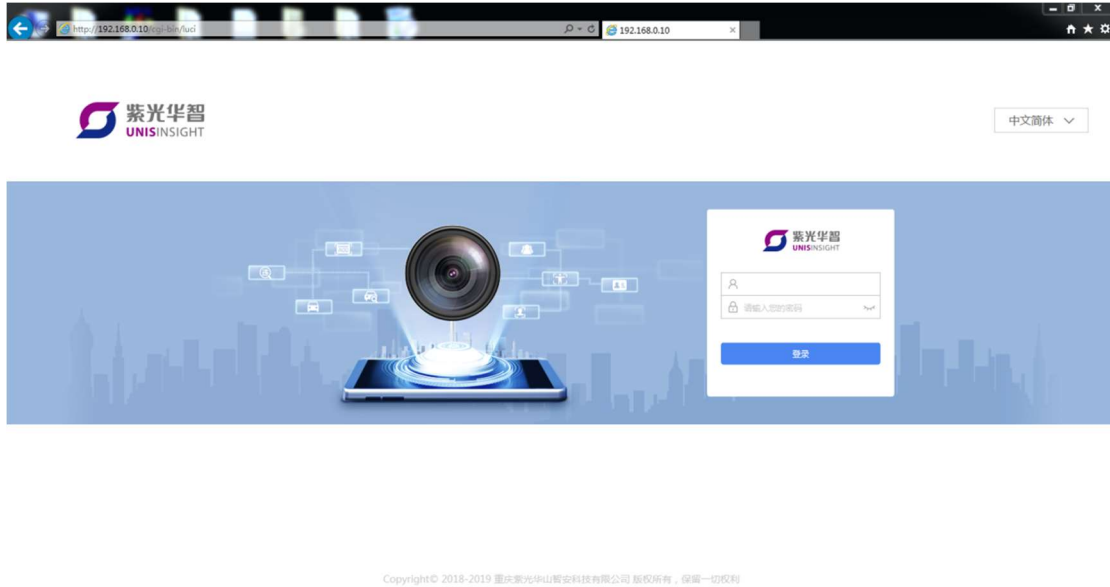 http://192.168.0.10/cgi-bin/luci
192.168.0.10
紫光华智
UNISINSIGHT
中文简体
紫光华智
UNISINSIGHT
请输入您的密码
登录
Copyright© 2018-2019 重庆紫光华山智安科技有限公司 版权所有，保留一切权利